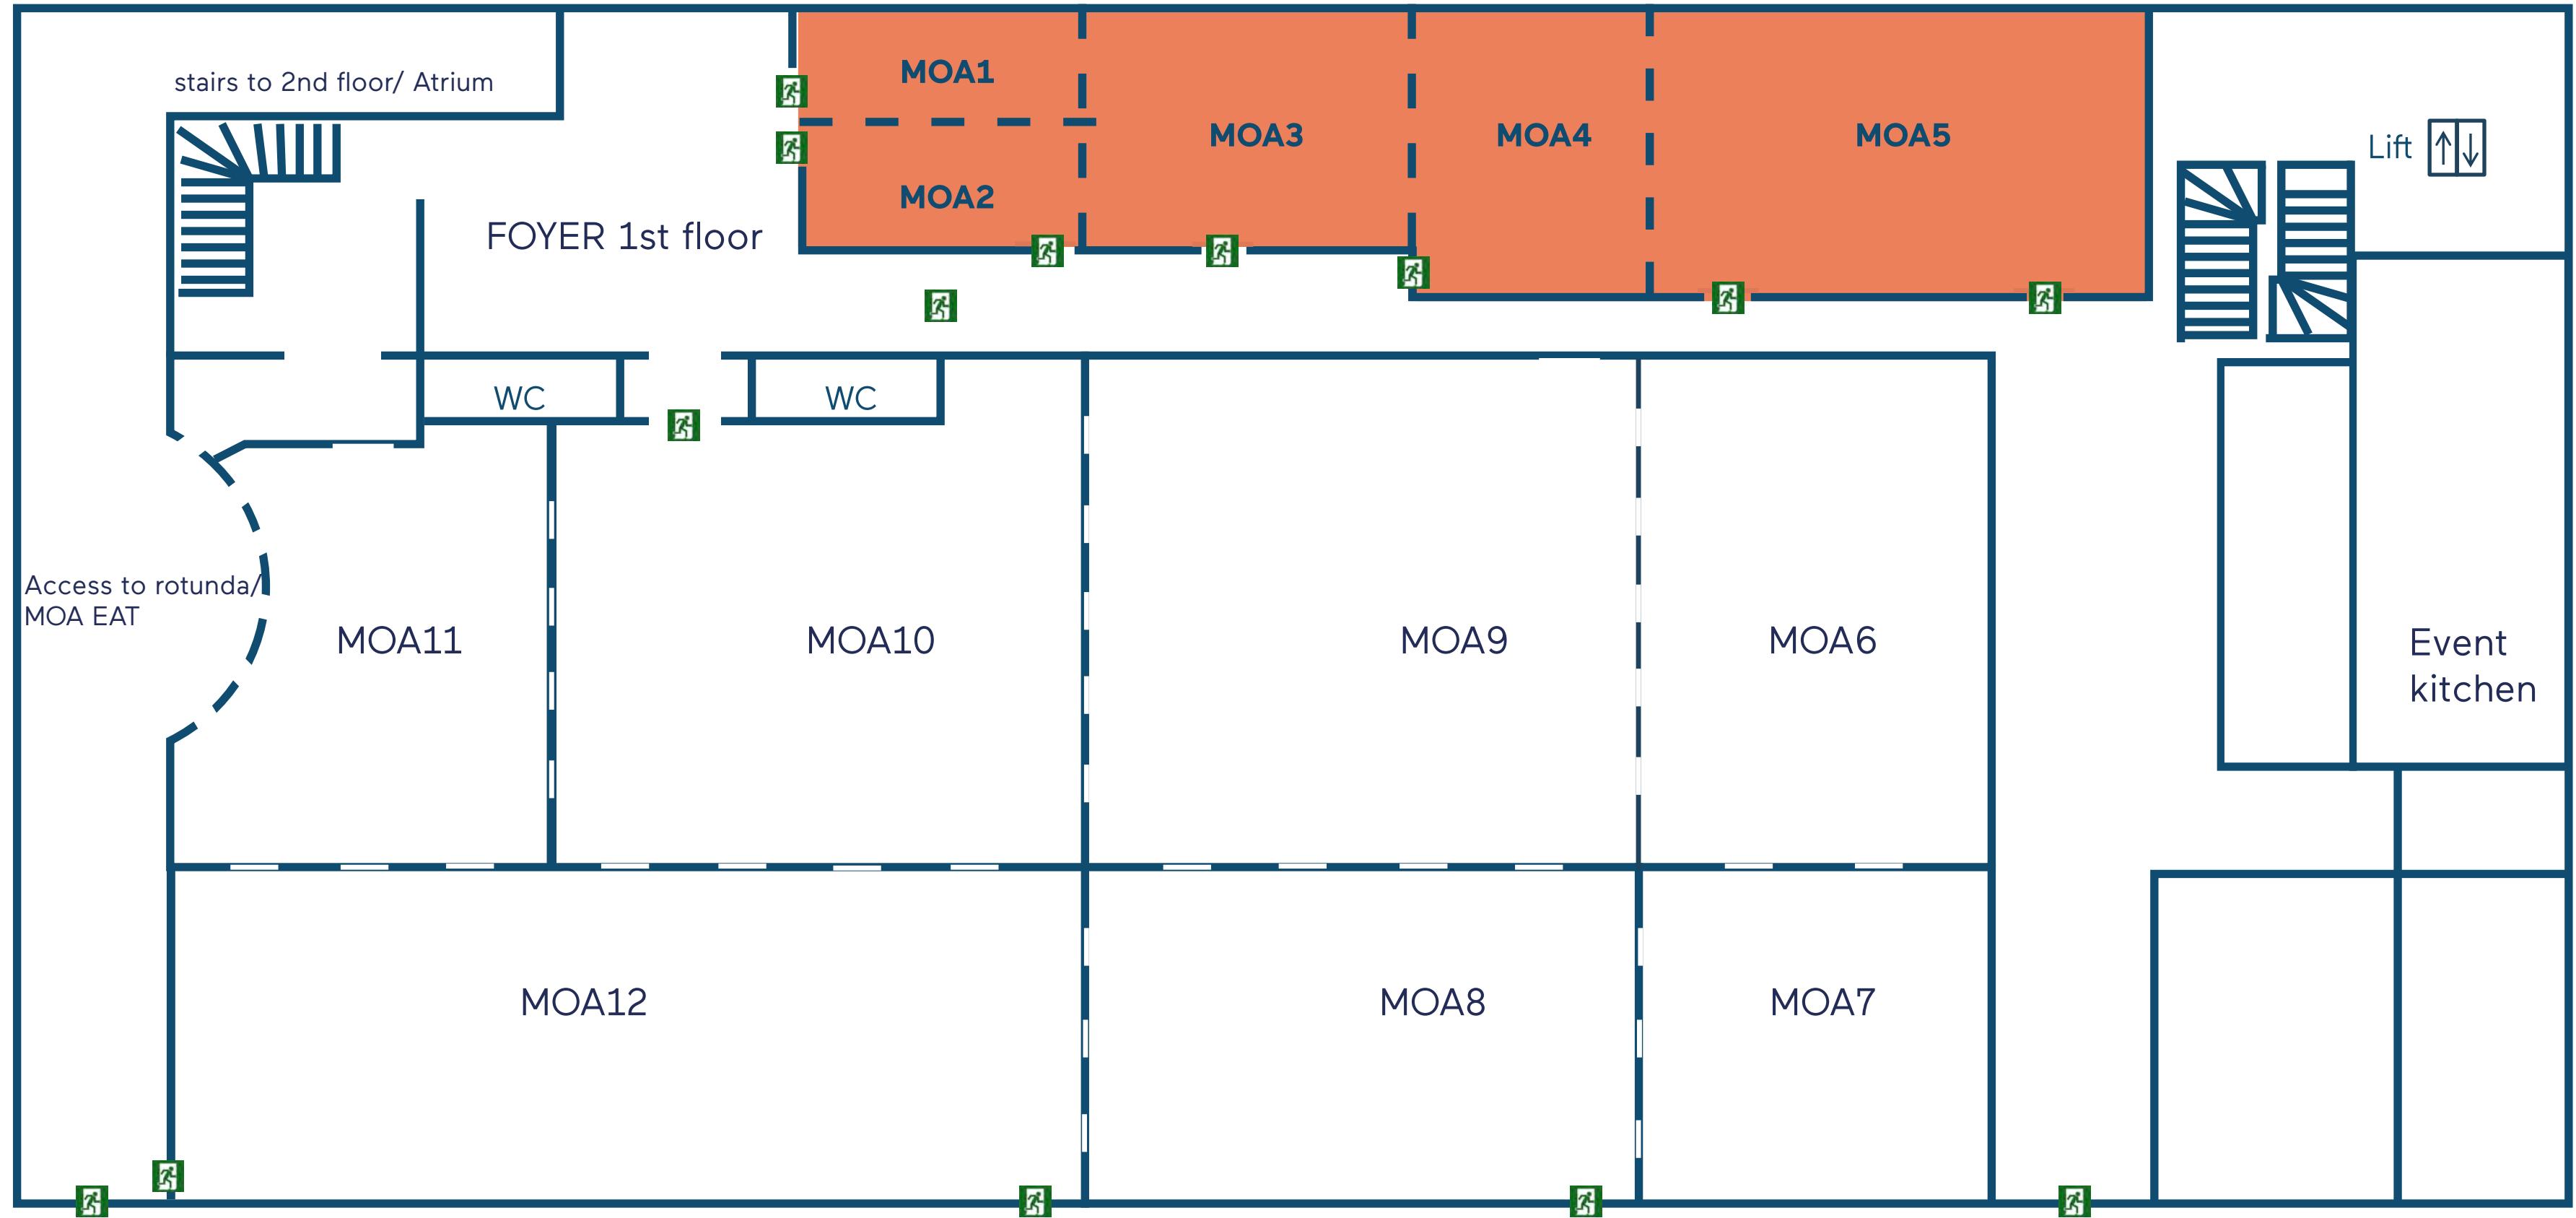 stairs to 2nd floor/ Atrium
MOA1
MOA2
MOA3
MOA4
MOA5
Lift
FOYER 1st floor
WC
WC
Access to rotunda/
MOA EAT
MOA11
MOA10
MOA9
MOA6
Event
kitchen
MOA12
MOA8
MOA7